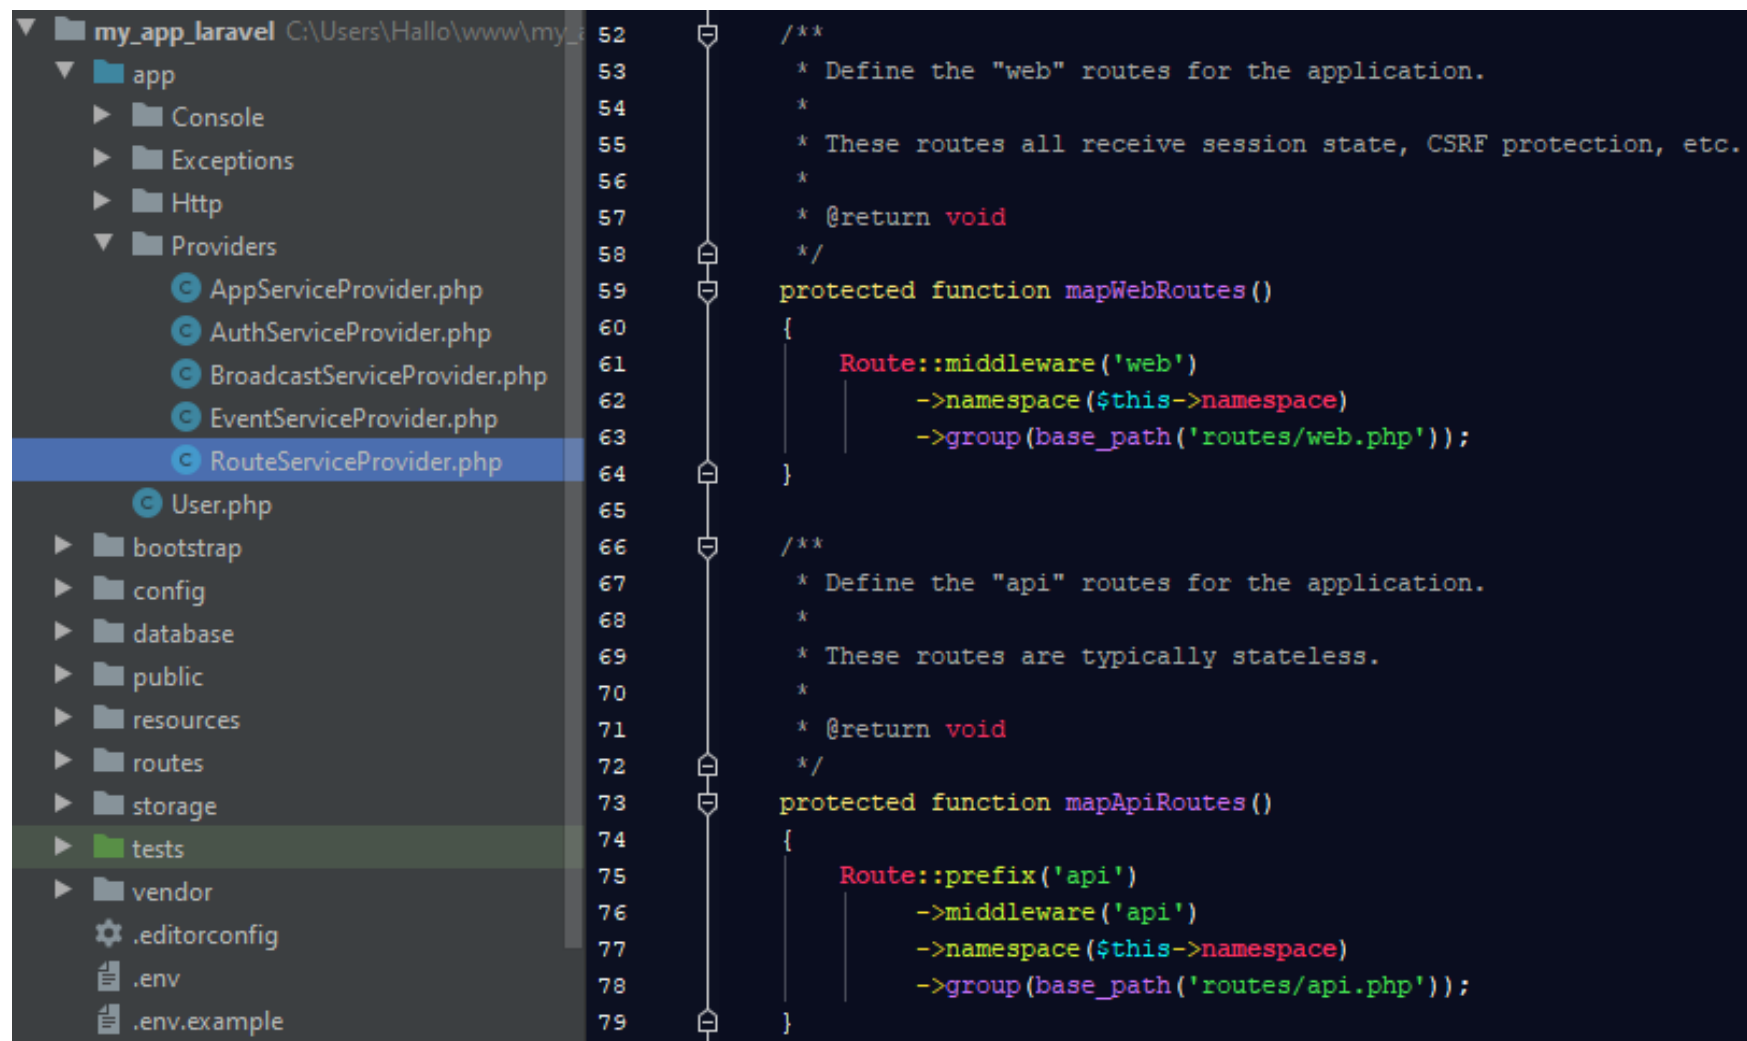 my_app_laravel C:\Users\Hallo\www\my_
app
Console
Exceptions
Http
Providers
AppServiceProvider.php
AuthServiceProvider.php
BroadcastServiceProvider.php
EventServiceProvider.php
RouteServiceProvider.php
User.php
bootstrap
config
database
public
resources
routes
storage
tests
vendor
.editorconfig
.env
.env.example
52 /**
53 * Define the "web" routes for the application.
54 *
55 * These routes all receive session state, CSRF protection, etc.
56 *
57 * @return void
58 */
59 protected function mapWebRoutes()
60 {
61 Route::middleware('web')
62 ->namespace($this->namespace)
63 ->group(base_path('routes/web.php'));
64 }
65
66 /**
67 * Define the "api" routes for the application.
68 *
69 * These routes are typically stateless.
70 *
71 * @return void
72 */
73 protected function mapApiRoutes()
74 {
75 Route::prefix('api')
76 ->middleware('api')
77 ->namespace($this->namespace)
78 ->group(base_path('routes/api.php'));
79 }